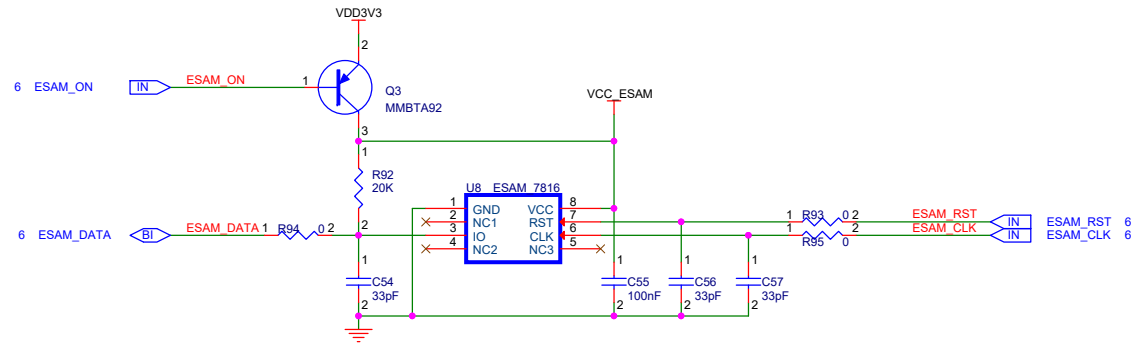 VDD3V3
2
6 ESAM_ON IN ESAM_ON 1
Q3
MMBTA92
VCC_ESAM
3
1
R92
20K
2
U8 ESAM_7816
1 GND VCC 8
2 NC1 RST 7
3 IO CLK 6
4 NC2 NC3 5
6 ESAM_DATA BI ESAM_DATA 1 R94 0 2
1 R93 0 2 ESAM_RST IN ESAM_RST 6
1 R95 0 2 ESAM_CLK IN ESAM_CLK 6
1
C54
33pF
2
1
C55
100nF
2
1
C56
33pF
2
1
C57
33pF
2